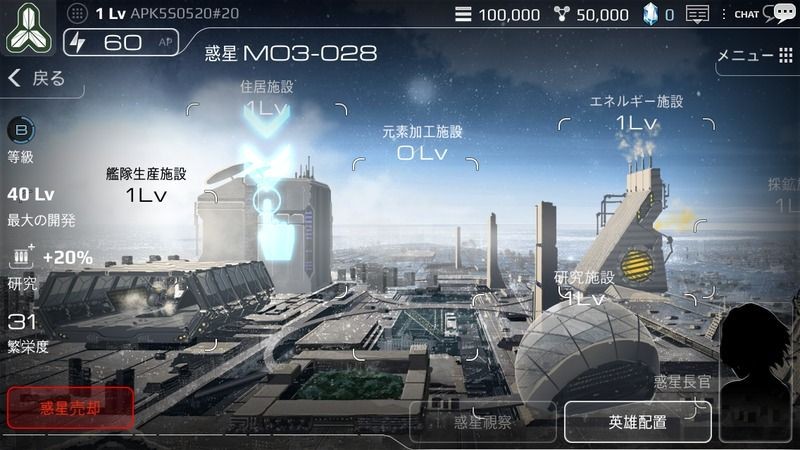 1 Lv APK5S0520#20
100,000
50,000
0
CHAT
60 AP
惑星 M03-028
メニュー
戻る
住居施設
1Lv
エネルギー施設
1Lv
元素加工施設
0Lv
艦隊生産施設
1Lv
採鉱施
1L
B
等級
40 Lv
最大の開発
+20%
研究
31
繁栄度
研究施設
1Lv
惑星長官
惑星売却
惑星視察
英雄配置